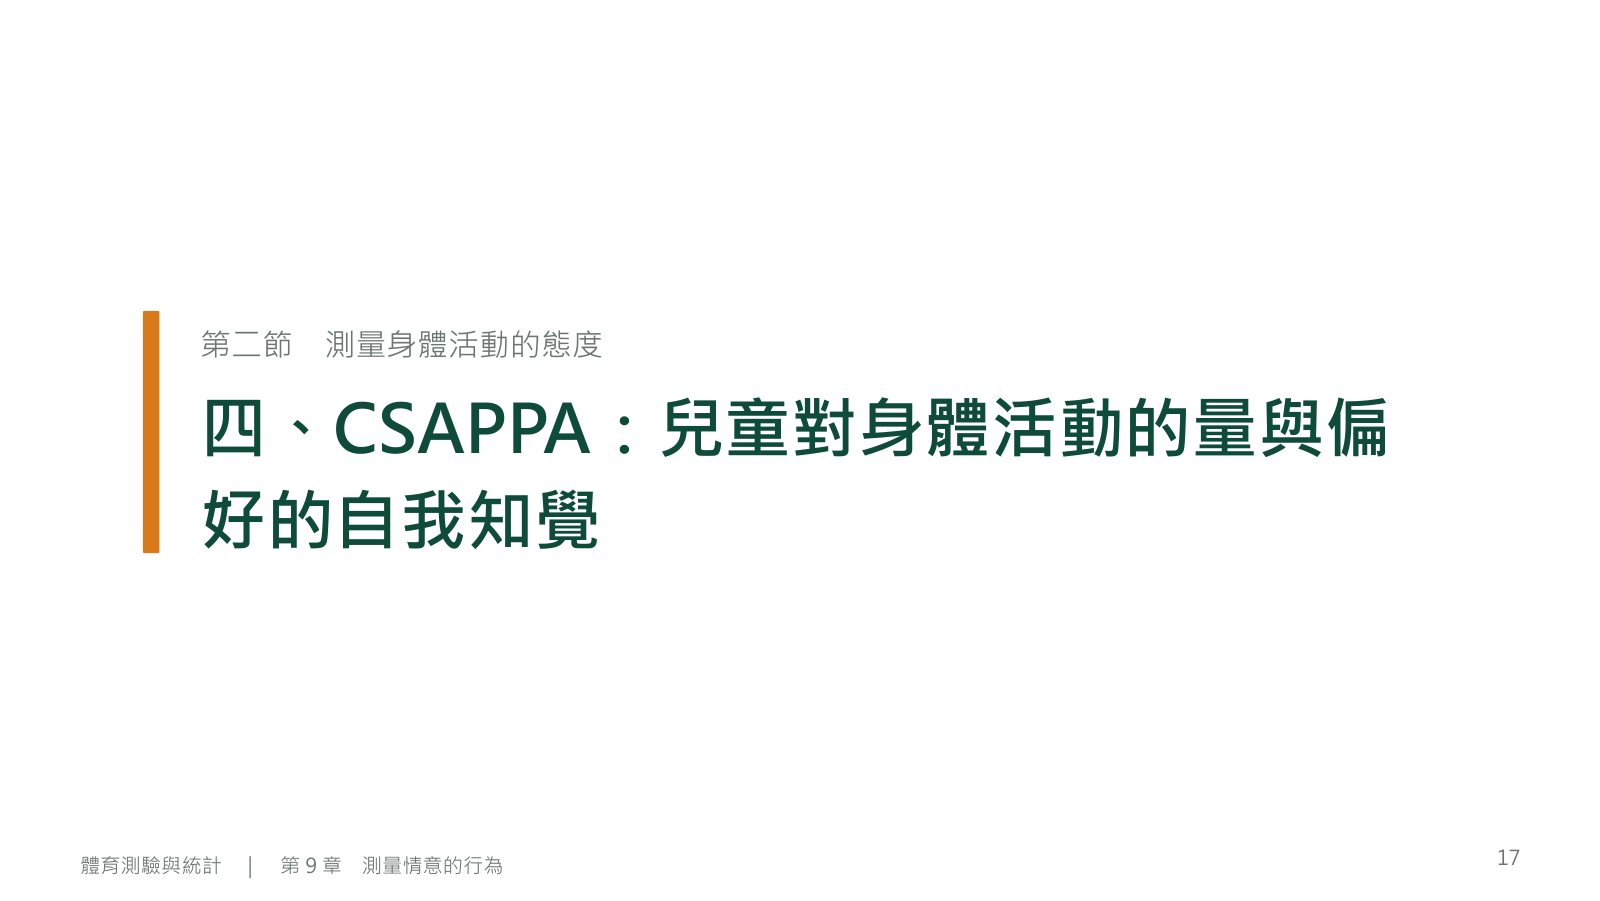 第二節　測量身體活動的態度
四、CSAPPA：兒童對身體活動的量與偏
好的自我知覺
體育測驗與統計　|　第 9 章　測量情意的行為
17